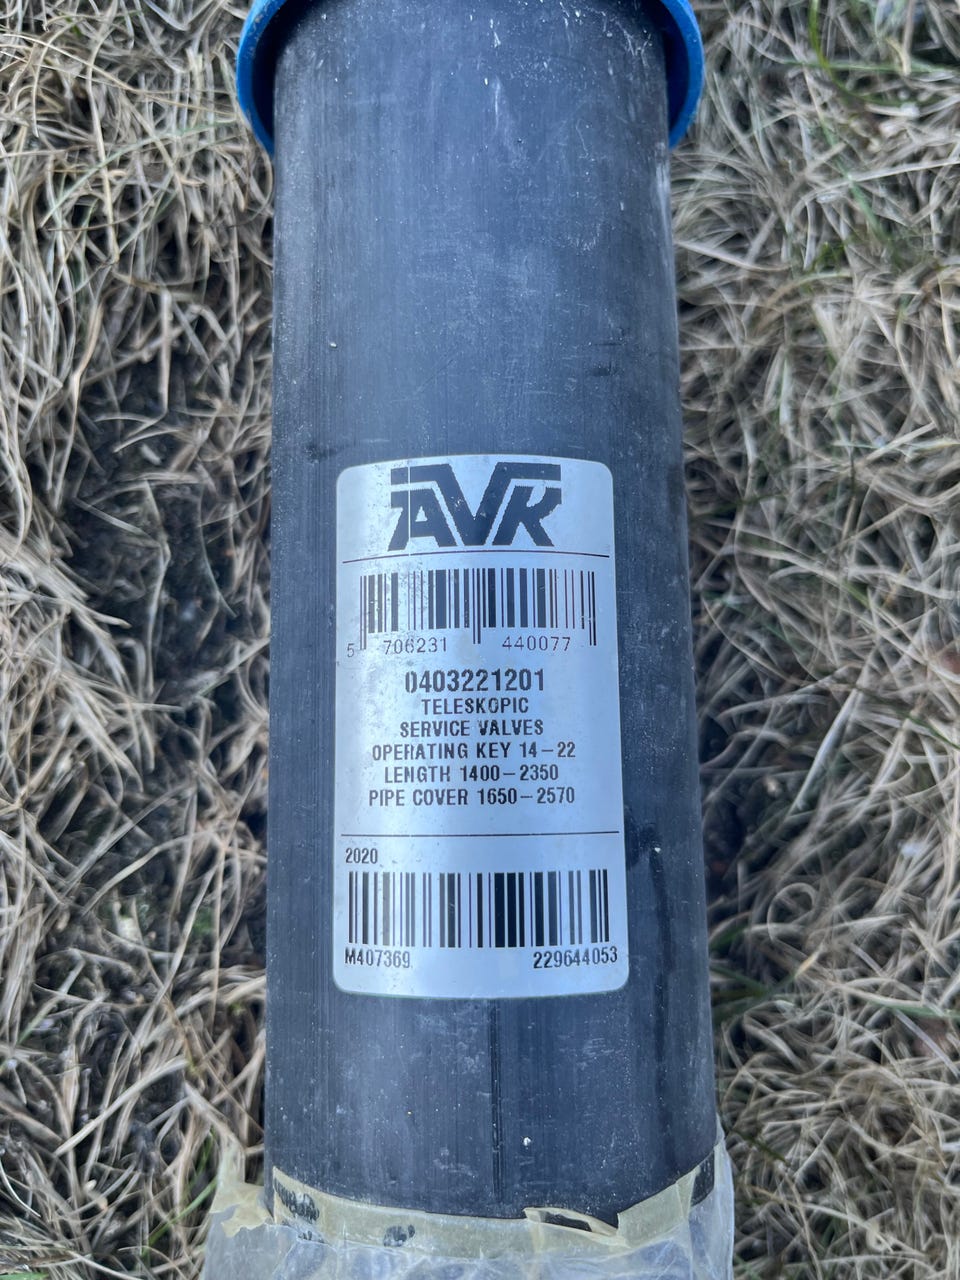 AVK
5 706231 440077
0403221201
TELESKOPIC
SERVICE VALVES
OPERATING KEY 14-22
LENGTH 1400-2350
PIPE COVER 1650-2570
2020
M407369 229644053